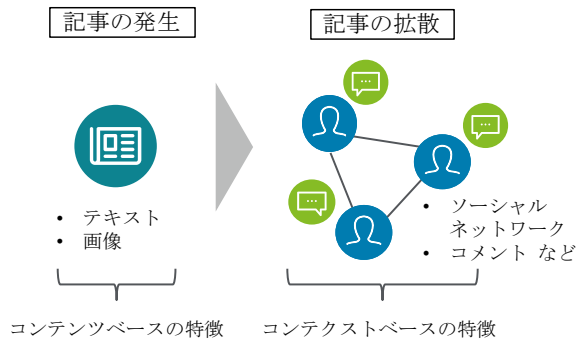 記事の発生
記事の拡散
• テキスト
• 画像
• ソーシャル
ネットワーク
• コメント など
コンテンツベースの特徴
コンテクストベースの特徴